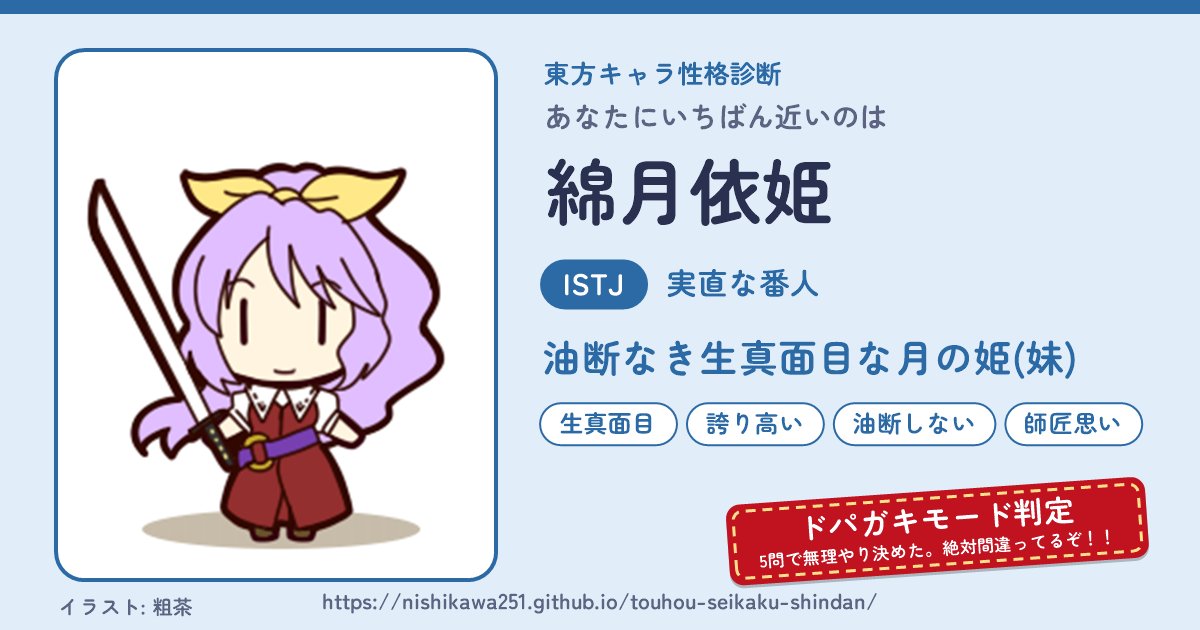 東方キャラ性格診断
あなたにいちばん近いのは
綿月依姫
ISTJ 実直な番人
油断なき生真面目な月の姫(妹)
生真面目 誇り高い 油断しない 師匠思い
ドパガキモード判定
5問で無理やり決めた。絶対間違ってるぞ！！
イラスト: 粗茶
https://nishikawa251.github.io/touhou-seikaku-shindan/